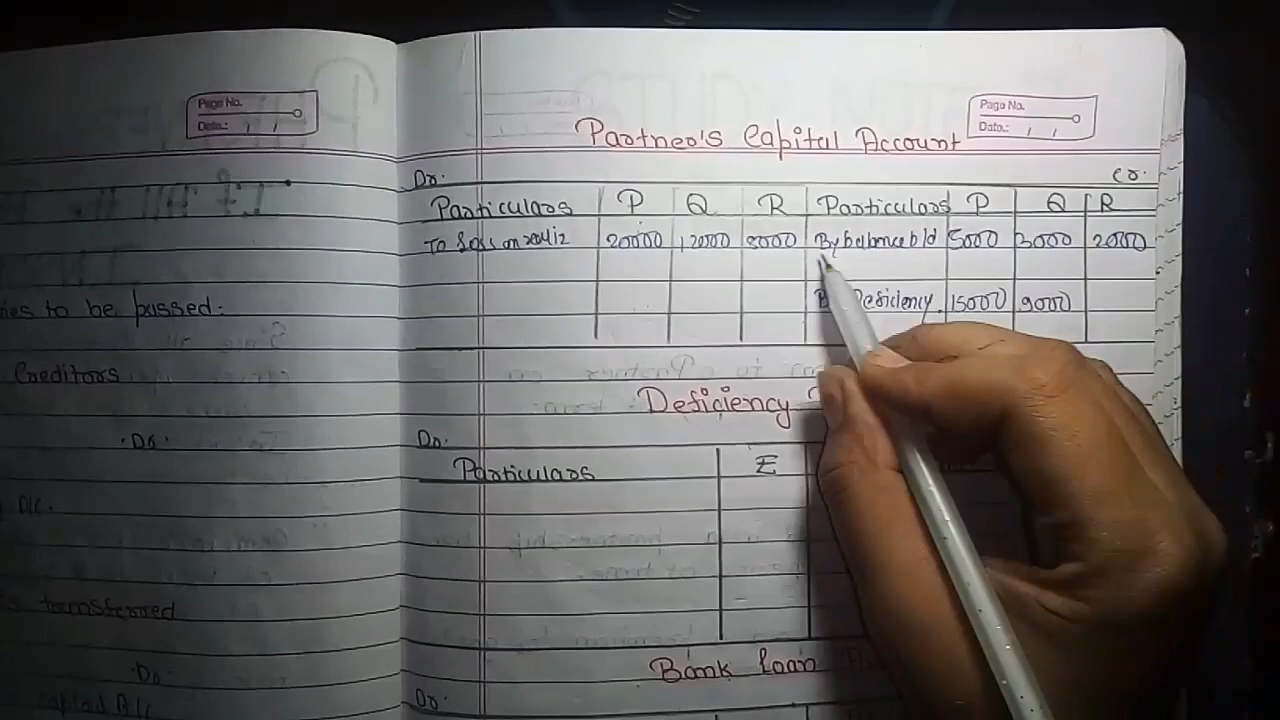 Page No.
Date.: / /
Page No.
Date.: / /
Partner's Capital Account
Dr. Cr.
Particulars P Q R Particulars P Q R
To Loss on realiz 20000 12000 8000 By balance b/d 5000 3000 2000
Deficiency. 15000 9000
ies to be passed:
Creditors
Deficiency
Dr.
Dr.
Particulars ₹
A/c.
transferred
Bank loan
Dr.
Dr.
capital A/c